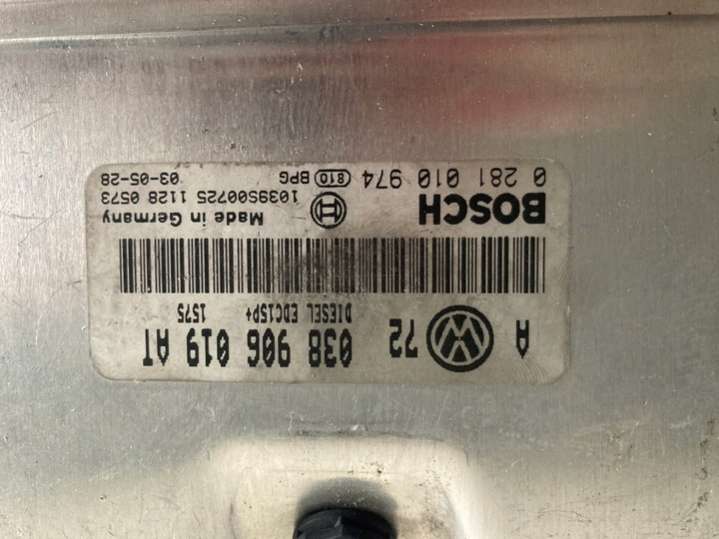 A 72 038 906 019 AT
DIESEL EDC15P+ 1575
BOSCH Made in Germany
1039S00725 1128 0573
0 281 010 974 810 BPG 03-05-28